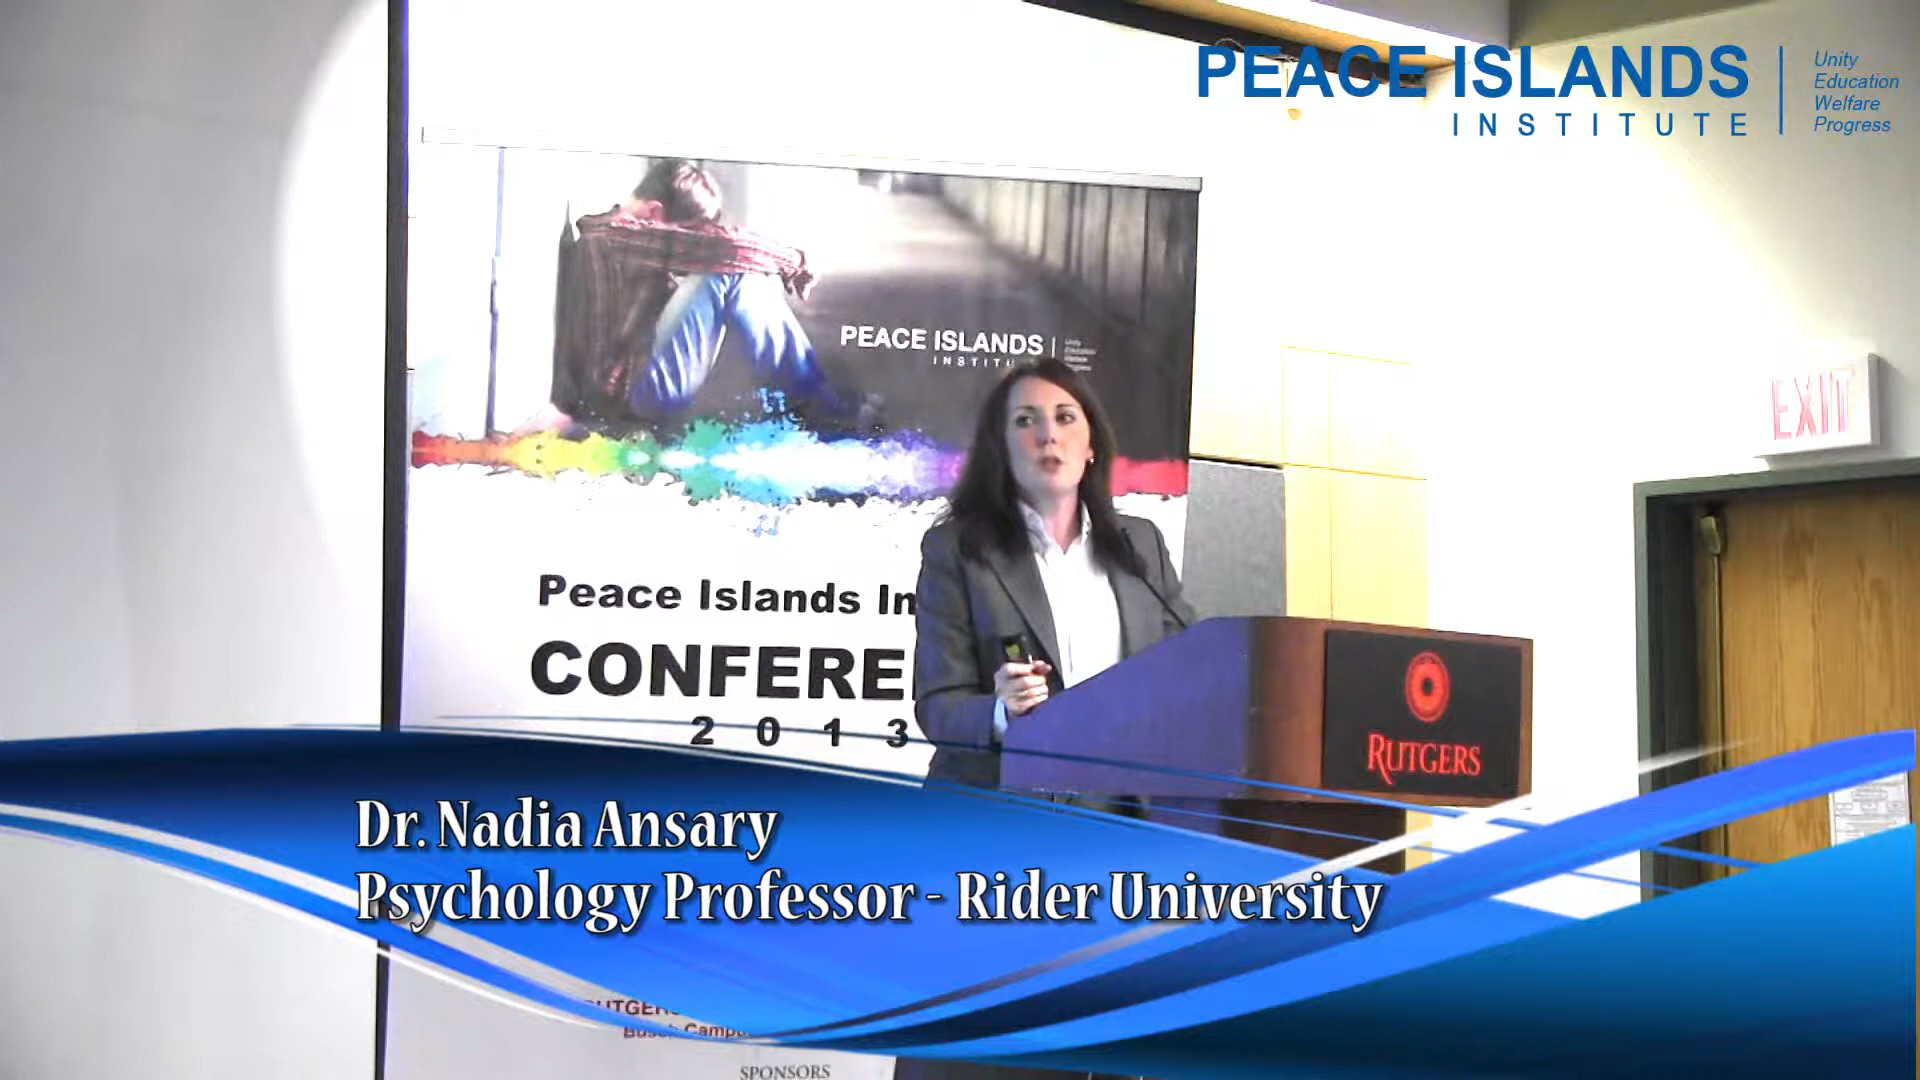 PEACE ISLANDS
INSTITUTE
Unity
Education
Welfare
Progress
PEACE ISLANDS
EXIT
Peace Islands In
CONFERE
2013
RUTGERS
Dr. Nadia Ansary
Psychology Professor - Rider University
SPONSORS